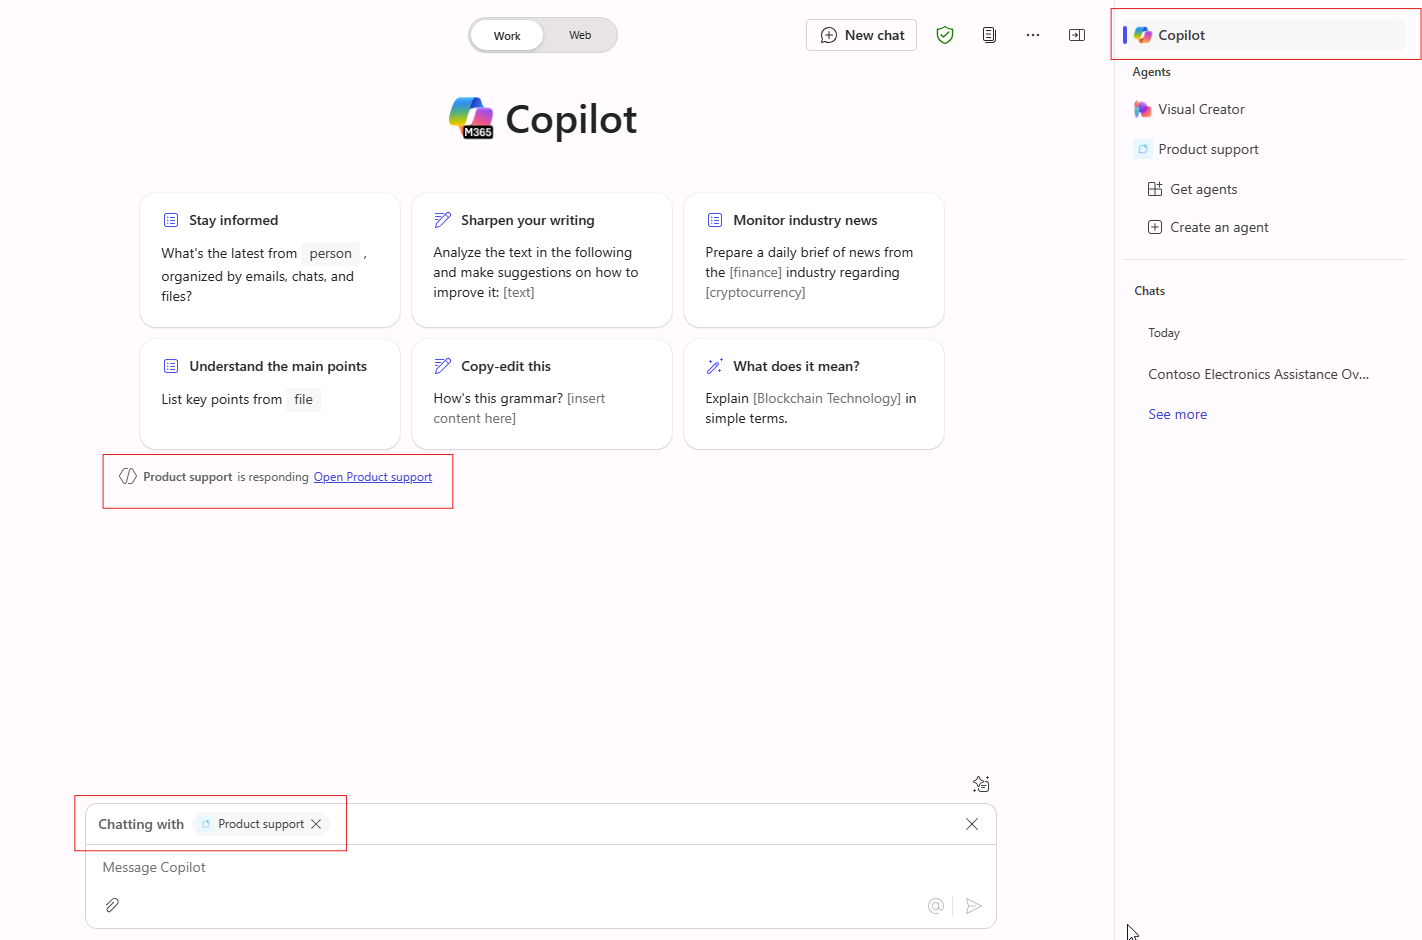 Work
Web
New chat
M365
Copilot
Stay informed
What's the latest from person ,
organized by emails, chats, and
files?
Sharpen your writing
Analyze the text in the following
and make suggestions on how to
improve it: [text]
Monitor industry news
Prepare a daily brief of news from
the [finance] industry regarding
[cryptocurrency]
Understand the main points
List key points from file
Copy-edit this
How's this grammar? [insert
content here]
What does it mean?
Explain [Blockchain Technology] in
simple terms.
Product support is responding Open Product support
Chatting with Product support
Message Copilot
@
Copilot
Agents
Visual Creator
Product support
Get agents
Create an agent
Chats
Today
Contoso Electronics Assistance Ov...
See more